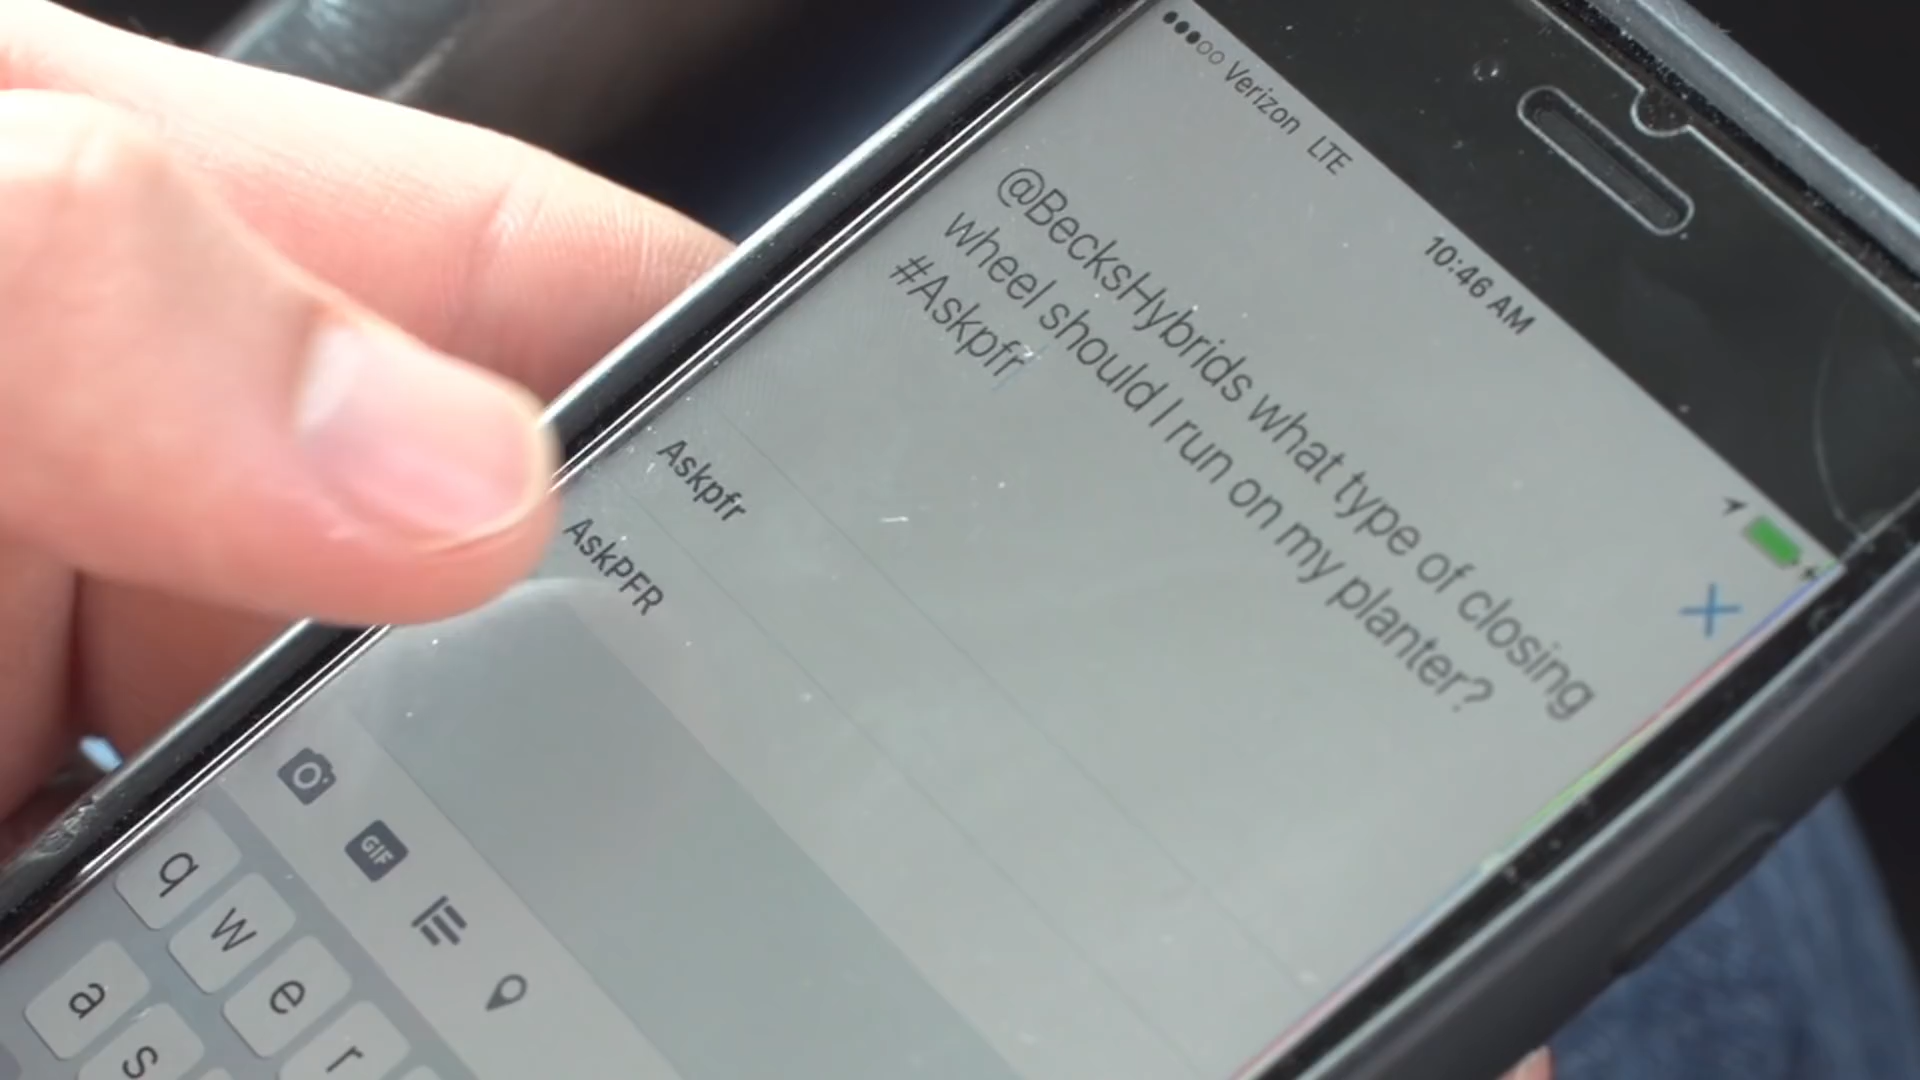 Verizon LTE
10:46 AM
@BecksHybrids what type of closing
wheel should I run on my planter?
#Askpfr
Askpfr
AskPFR
GIF
q w e r
a s